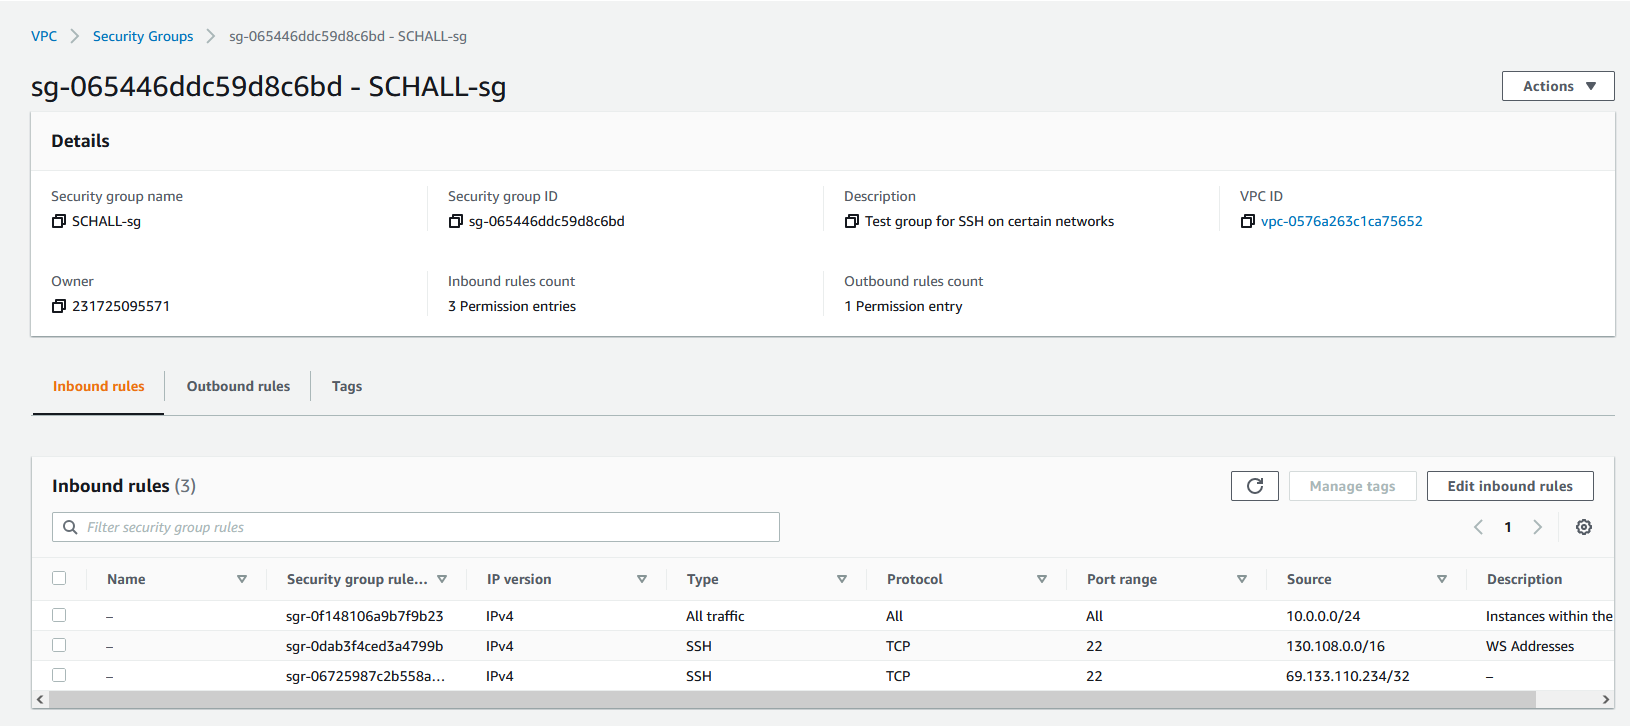 VPC > Security Groups > sg-065446ddc59d8c6bd - SCHALL-sg
sg-065446ddc59d8c6bd - SCHALL-sg
Actions
Details
Security group name
SCHALL-sg
Security group ID
sg-065446ddc59d8c6bd
Description
Test group for SSH on certain networks
VPC ID
vpc-0576a263c1ca75652
Owner
231725095571
Inbound rules count
3 Permission entries
Outbound rules count
1 Permission entry
Inbound rules Outbound rules Tags
Inbound rules (3)
Manage tags Edit inbound rules
Filter security group rules
1
Name Security group rule... IP version Type Protocol Port range Source Description
– sgr-0f148106a9b7f9b23 IPv4 All traffic All All 10.0.0.0/24 Instances within the
– sgr-0dab3f4ced3a4799b IPv4 SSH TCP 22 130.108.0.0/16 WS Addresses
– sgr-06725987c2b558a... IPv4 SSH TCP 22 69.133.110.234/32 –